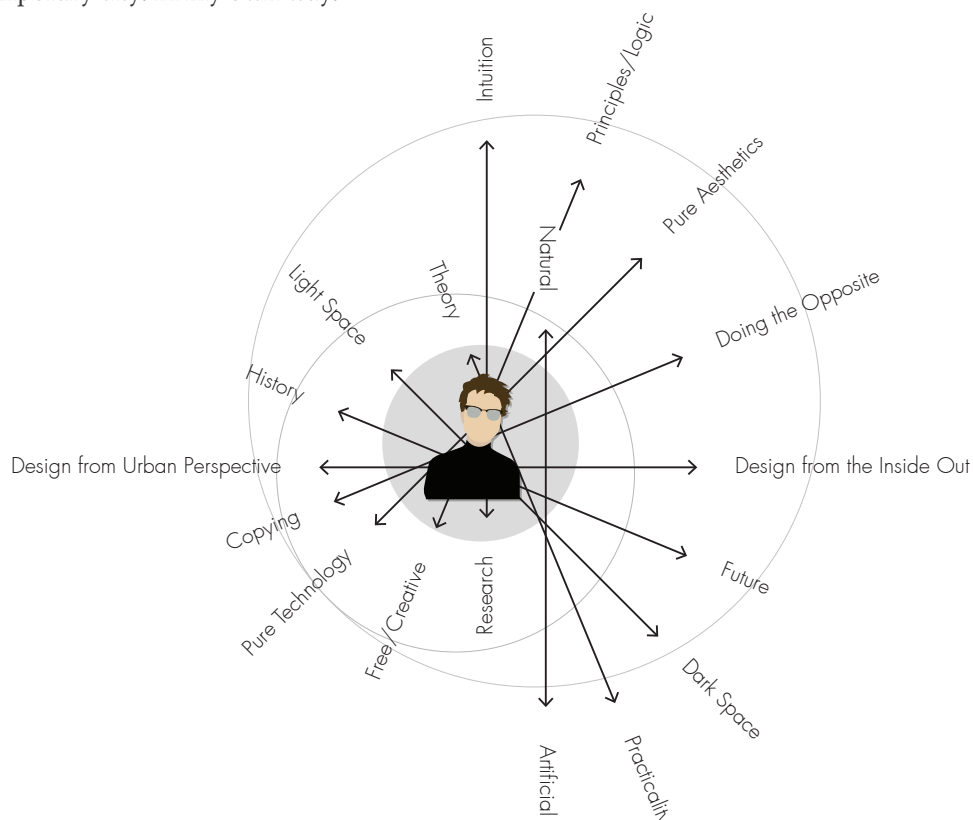 Intuition
Principles/Logic
Pure Aesthetics
Natural
Theory
Light Space
Doing the Opposite
History
Design from Urban Perspective
Design from the Inside Out
Copying
Future
Pure Technology
Free/Creative
Research
Dark Space
Artificial